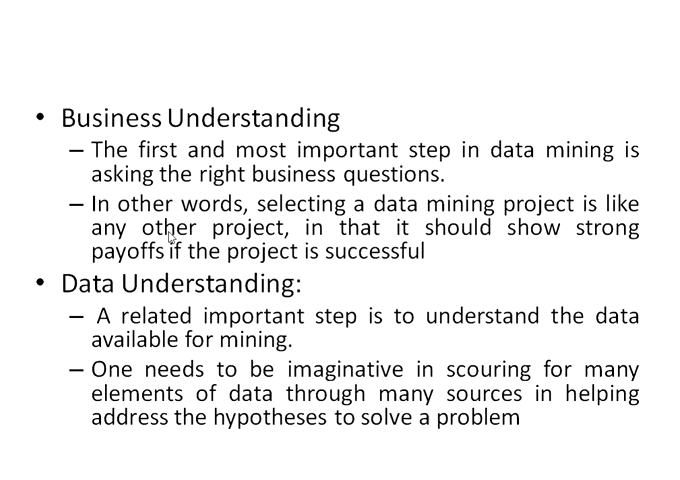 • Business Understanding
– The first and most important step in data mining is
asking the right business questions.
– In other words, selecting a data mining project is like
any other project, in that it should show strong
payoffs if the project is successful
• Data Understanding:
– A related important step is to understand the data
available for mining.
– One needs to be imaginative in scouring for many
elements of data through many sources in helping
address the hypotheses to solve a problem